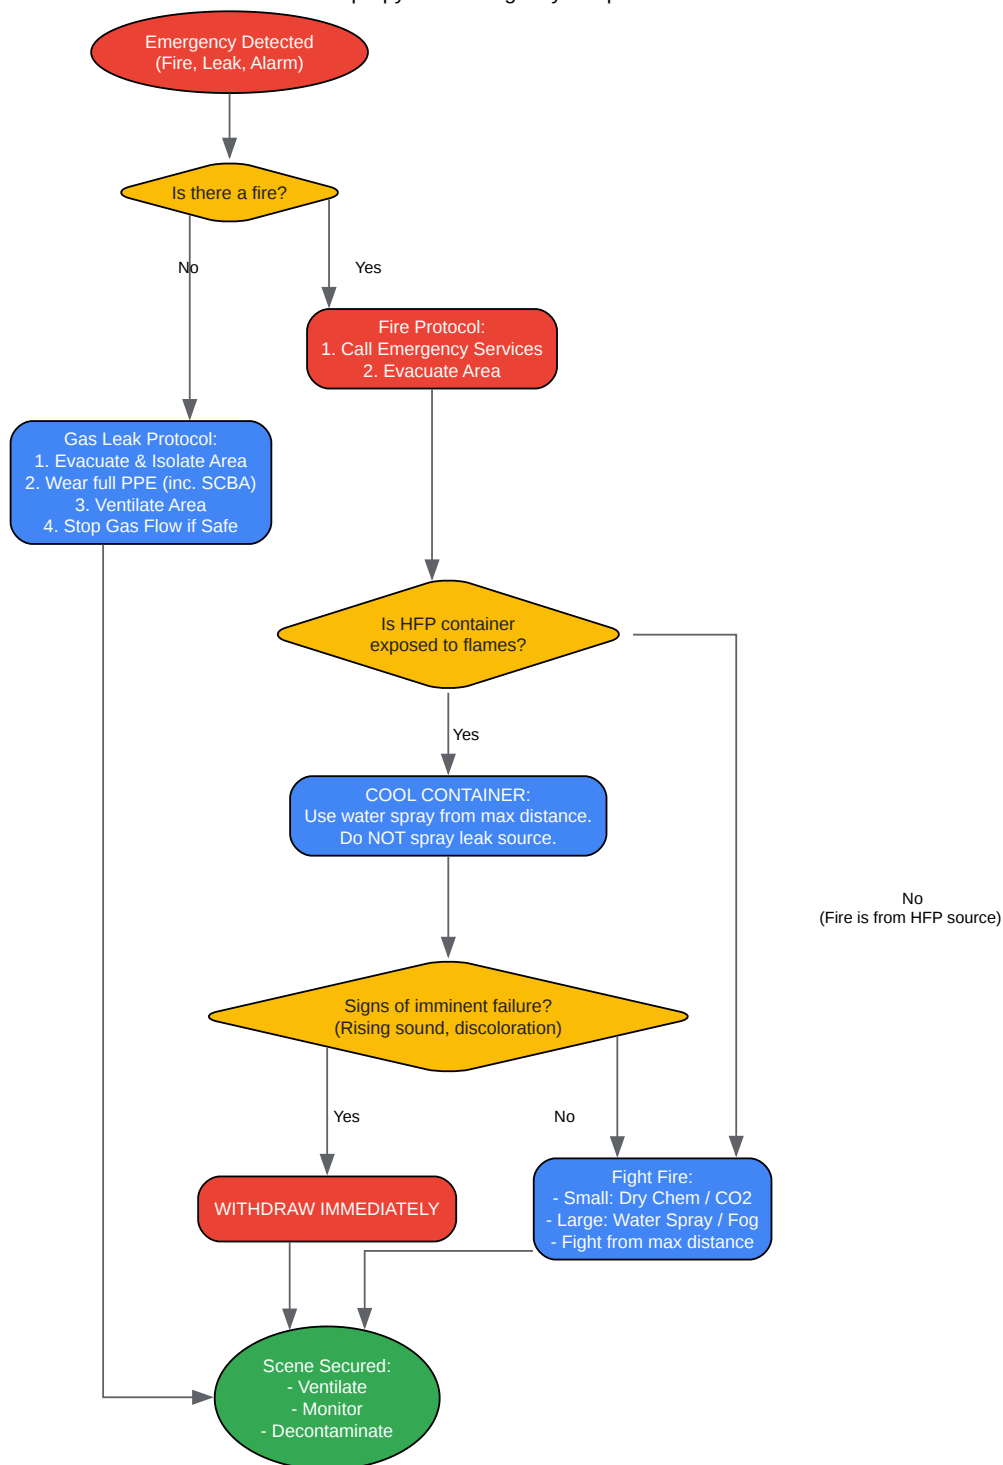 Emergency Detected
(Fire, Leak, Alarm)
Is there a fire?
No
Yes
Fire Protocol:
1. Call Emergency Services
2. Evacuate Area
Gas Leak Protocol:
1. Evacuate & Isolate Area
2. Wear full PPE (inc. SCBA)
3. Ventilate Area
4. Stop Gas Flow if Safe
Is HFP container
exposed to flames?
Yes
COOL CONTAINER:
Use water spray from max distance.
Do NOT spray leak source.
No
(Fire is from HFP source)
Signs of imminent failure?
(Rising sound, discoloration)
Yes
No
WITHDRAW IMMEDIATELY
Fight Fire:
- Small: Dry Chem / CO2
- Large: Water Spray / Fog
- Fight from max distance
Scene Secured:
- Ventilate
- Monitor
- Decontaminate